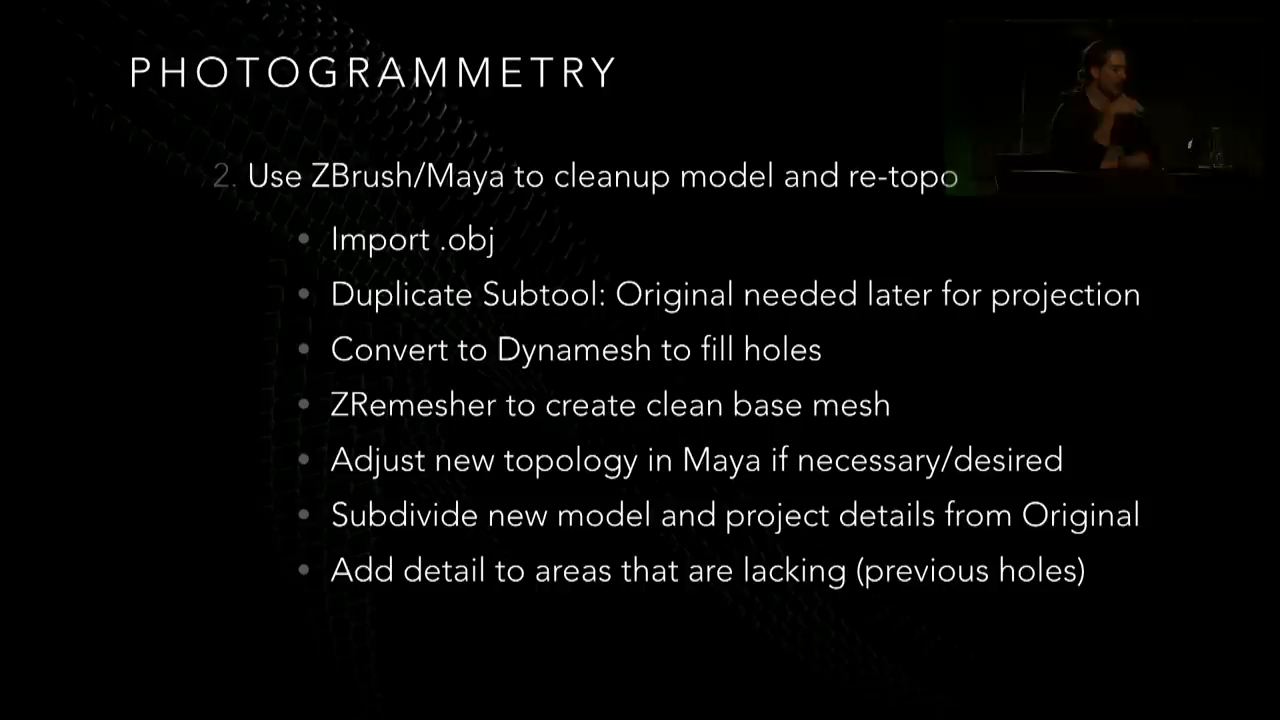 PHOTOGRAMMETRY
2. Use ZBrush/Maya to cleanup model and re-topo
• Import .obj
• Duplicate Subtool: Original needed later for projection
• Convert to Dynamesh to fill holes
• ZRemesher to create clean base mesh
• Adjust new topology in Maya if necessary/desired
• Subdivide new model and project details from Original
• Add detail to areas that are lacking (previous holes)